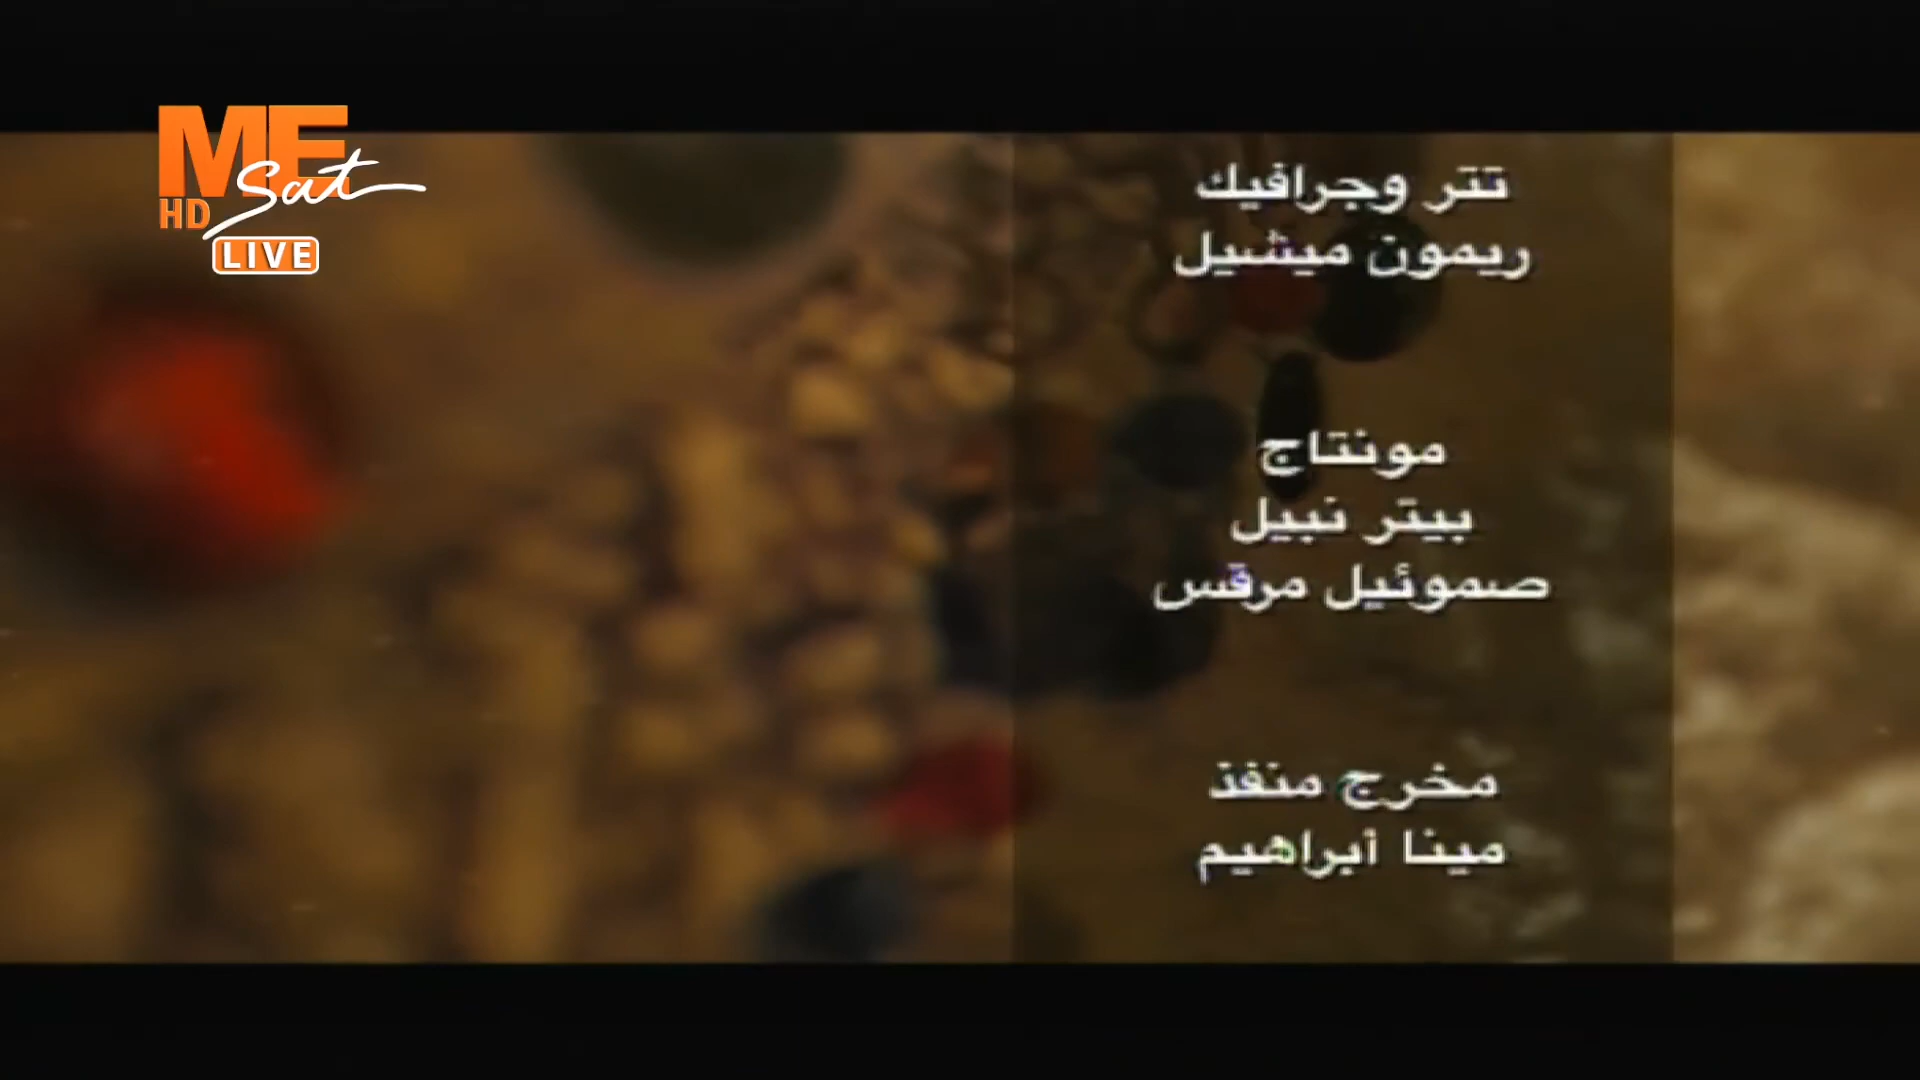 ME
Sat
HD
LIVE
تتر وجرافيك
ريمون ميشيل
مونتاج
بيتر نبيل
صموئيل مرقس
مخرج منفذ
مينا أبراهيم